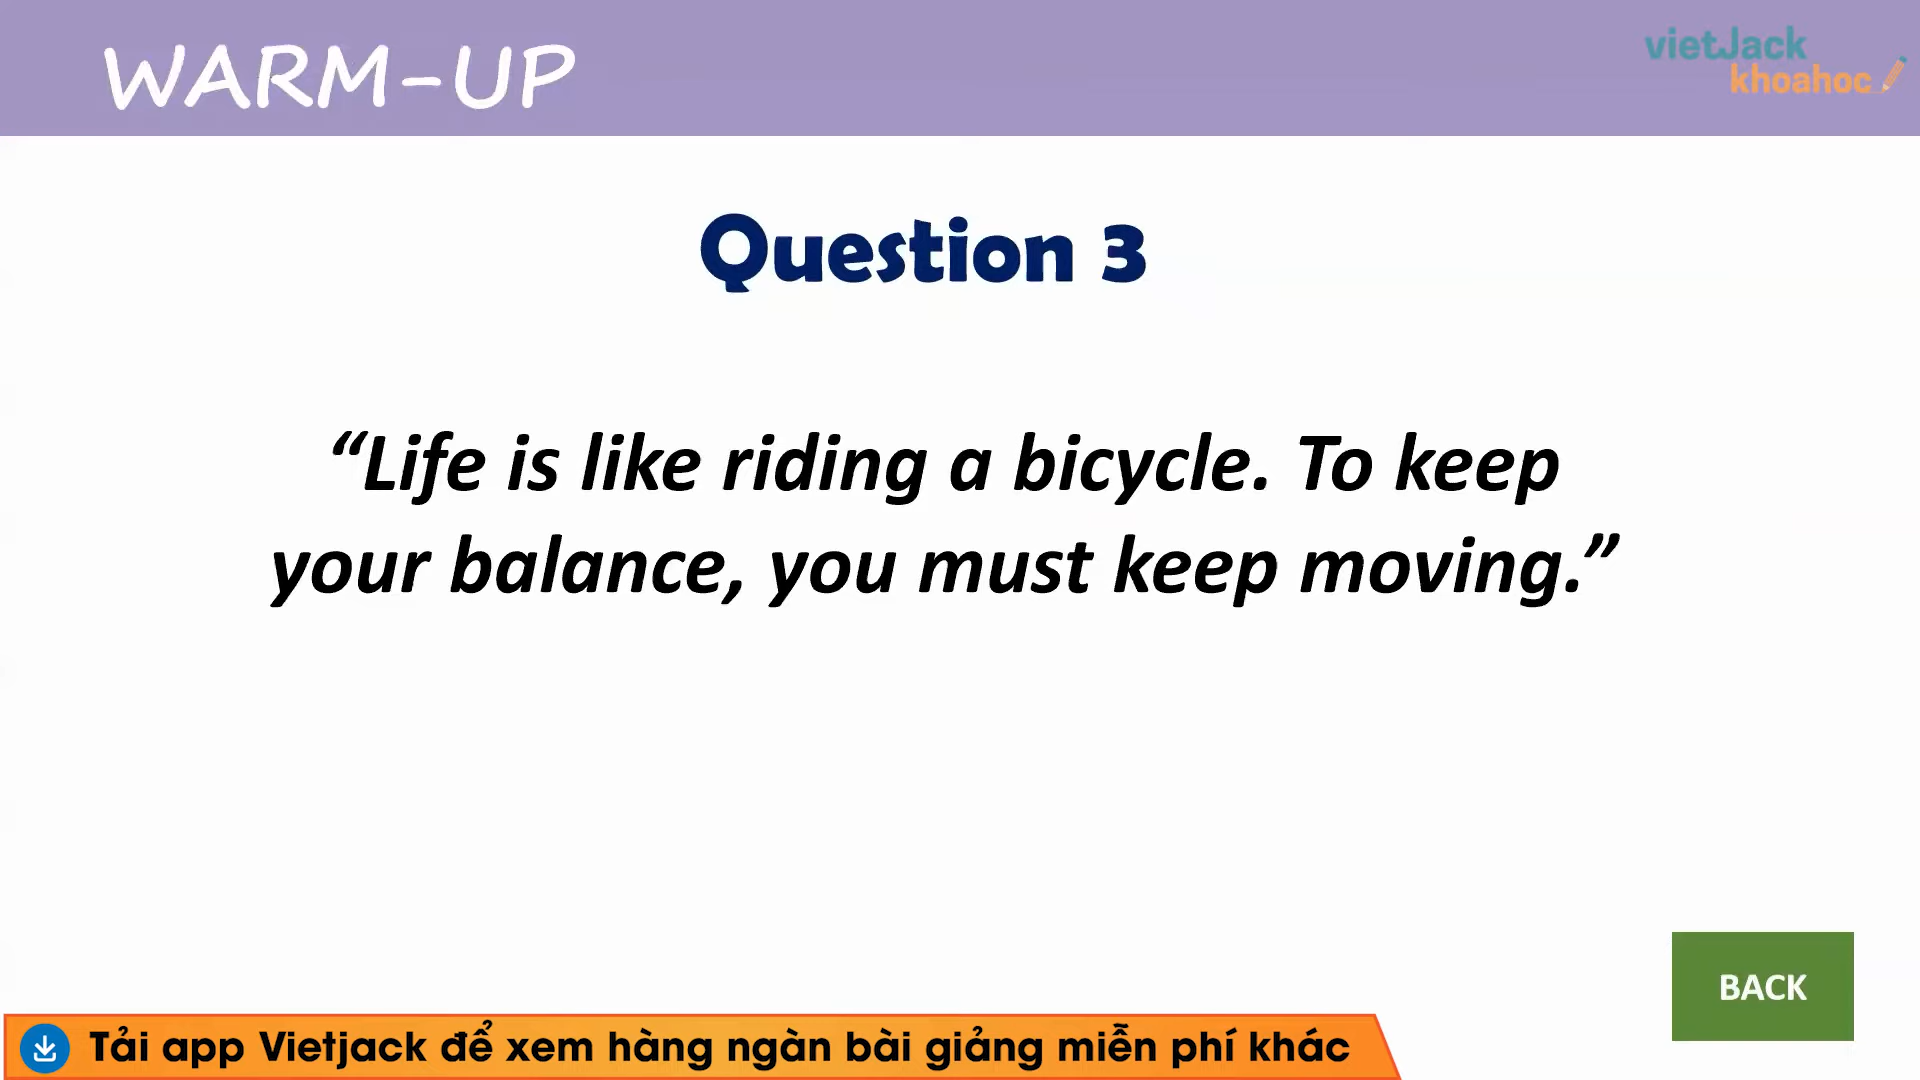 WARM-UP
vietJack
khoahoc
Question 3
“Life is like riding a bicycle. To keep
your balance, you must keep moving.”
BACK
Tải app Vietjack để xem hàng ngàn bài giảng miễn phí khác